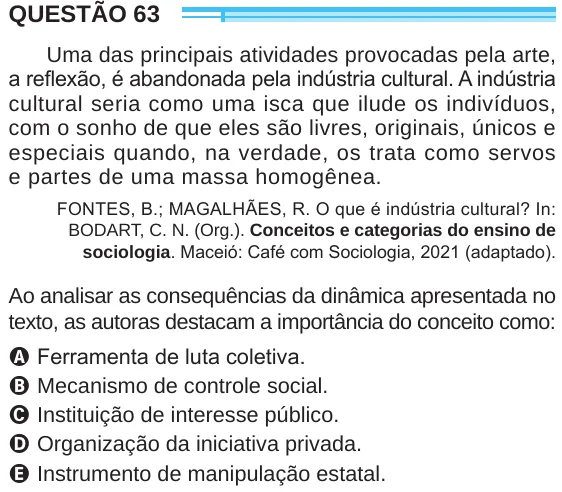 QUESTÃO 63
Uma das principais atividades provocadas pela arte,
a reflexão, é abandonada pela indústria cultural. A indústria
cultural seria como uma isca que ilude os indivíduos,
com o sonho de que eles são livres, originais, únicos e
especiais quando, na verdade, os trata como servos
e partes de uma massa homogênea.
FONTES, B.; MAGALHÃES, R. O que é indústria cultural? In:
BODART, C. N. (Org.). Conceitos e categorias do ensino de
sociologia. Maceió: Café com Sociologia, 2021 (adaptado).
Ao analisar as consequências da dinâmica apresentada no
texto, as autoras destacam a importância do conceito como:
A Ferramenta de luta coletiva.
B Mecanismo de controle social.
C Instituição de interesse público.
D Organização da iniciativa privada.
E Instrumento de manipulação estatal.